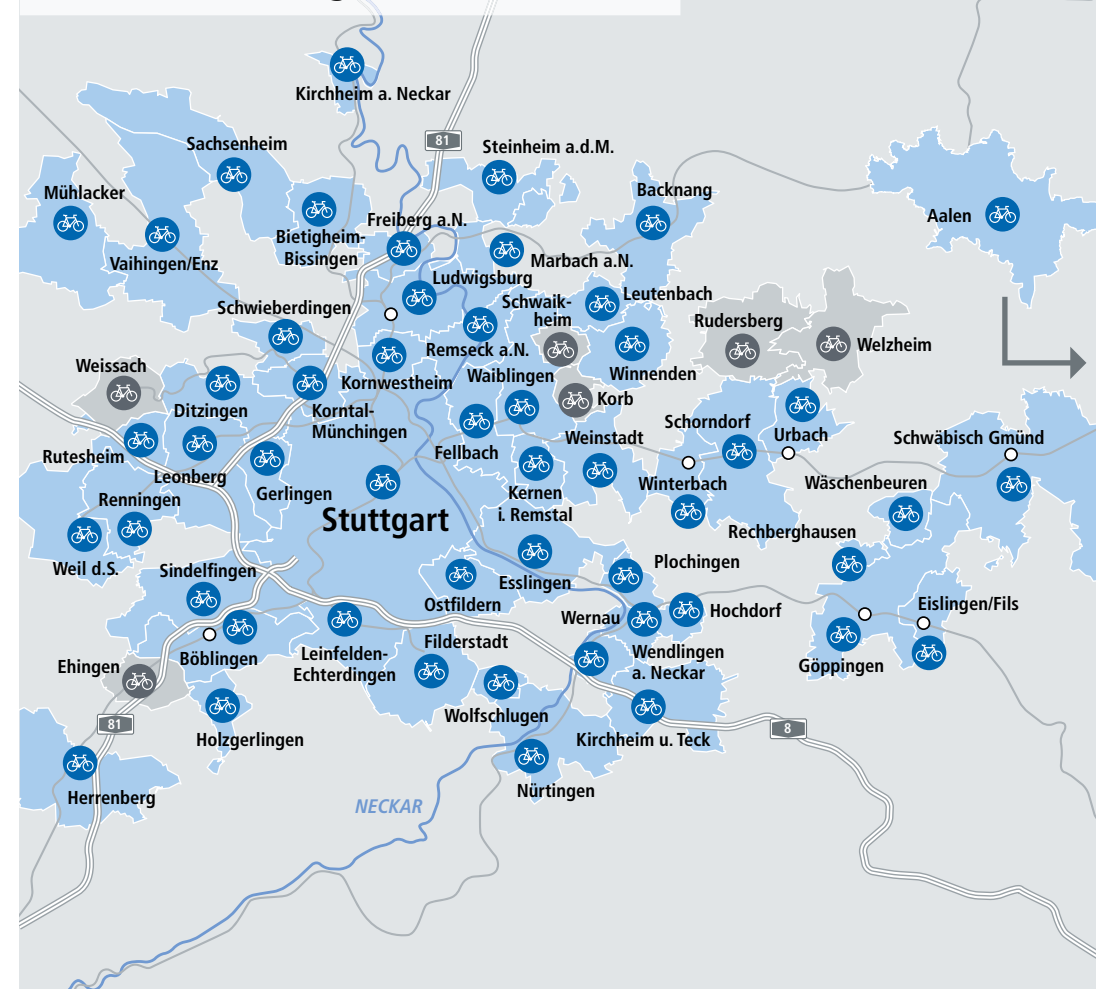 Kirchheim a. Neckar
81
Sachsenheim
Steinheim a.d.M.
Mühlacker
Backnang
Aalen
Freiberg a.N.
Bietigheim-
Bissingen
Vaihingen/Enz
Marbach a.N.
Ludwigsburg
Schwieberdingen
Schwaik-
heim
Leutenbach
Rudersberg
Welzheim
Remseck a.N.
Weissach
Kornwestheim
Waiblingen
Winnenden
Ditzingen
Korntal-
Münchingen
Korb
Schorndorf
Urbach
Schwäbisch Gmünd
Rutesheim
Leonberg
Fellbach
Weinstadt
Gerlingen
Winterbach
Wäschenbeuren
Renningen
Kernen
i. Remstal
Stuttgart
Rechberghausen
Weil d.S.
Sindelfingen
Esslingen
Plochingen
Ostfildern
Wernau
Hochdorf
Eislingen/Fils
Filderstadt
Böblingen
Leinfelden-
Echterdingen
Wendlingen
a. Neckar
Göppingen
Ehingen
Wolfschlugen
81
Holzgerlingen
Kirchheim u. Teck
8
Nürtingen
Herrenberg
NECKAR